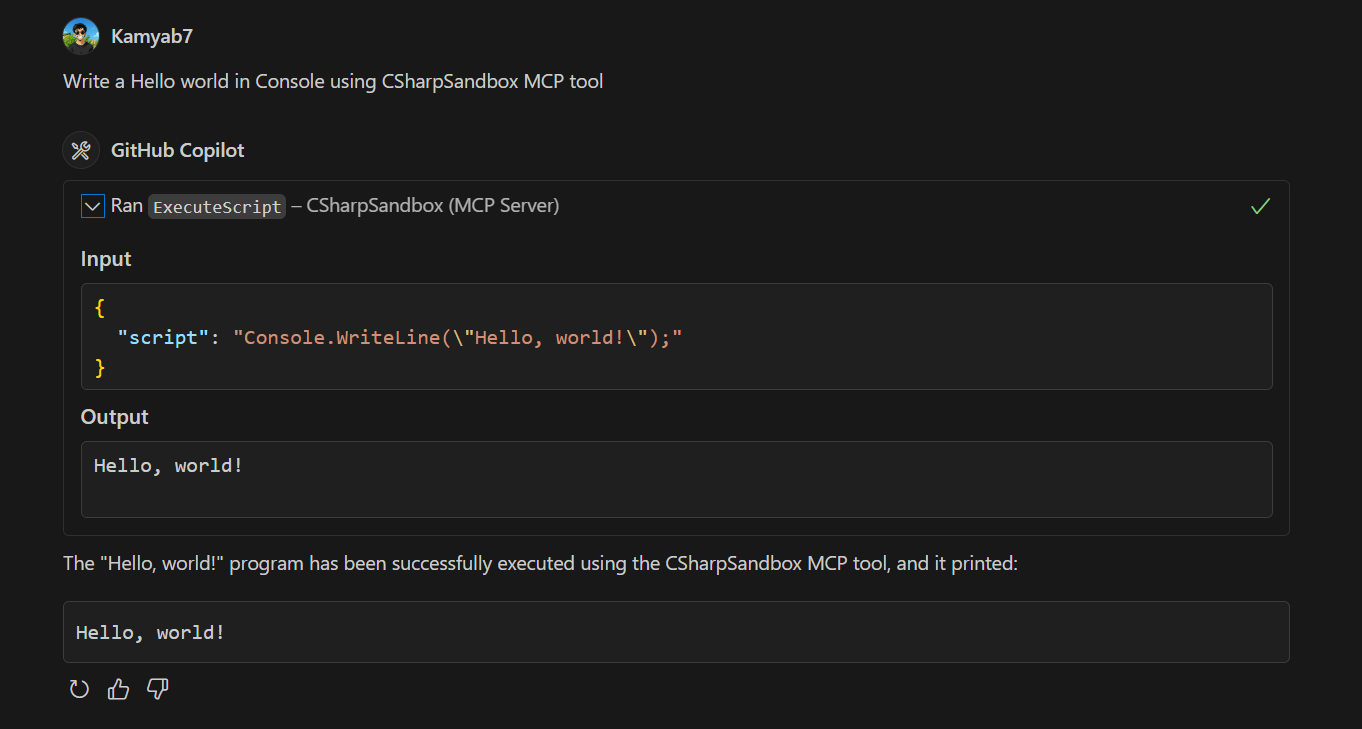 Kamyab7
Write a Hello world in Console using CSharpSandbox MCP tool
GitHub Copilot
Ran ExecuteScript – CSharpSandbox (MCP Server)
Input
{
"script": "Console.WriteLine(\"Hello, world!\");"
}
Output
Hello, world!
The "Hello, world!" program has been successfully executed using the CSharpSandbox MCP tool, and it printed:
Hello, world!